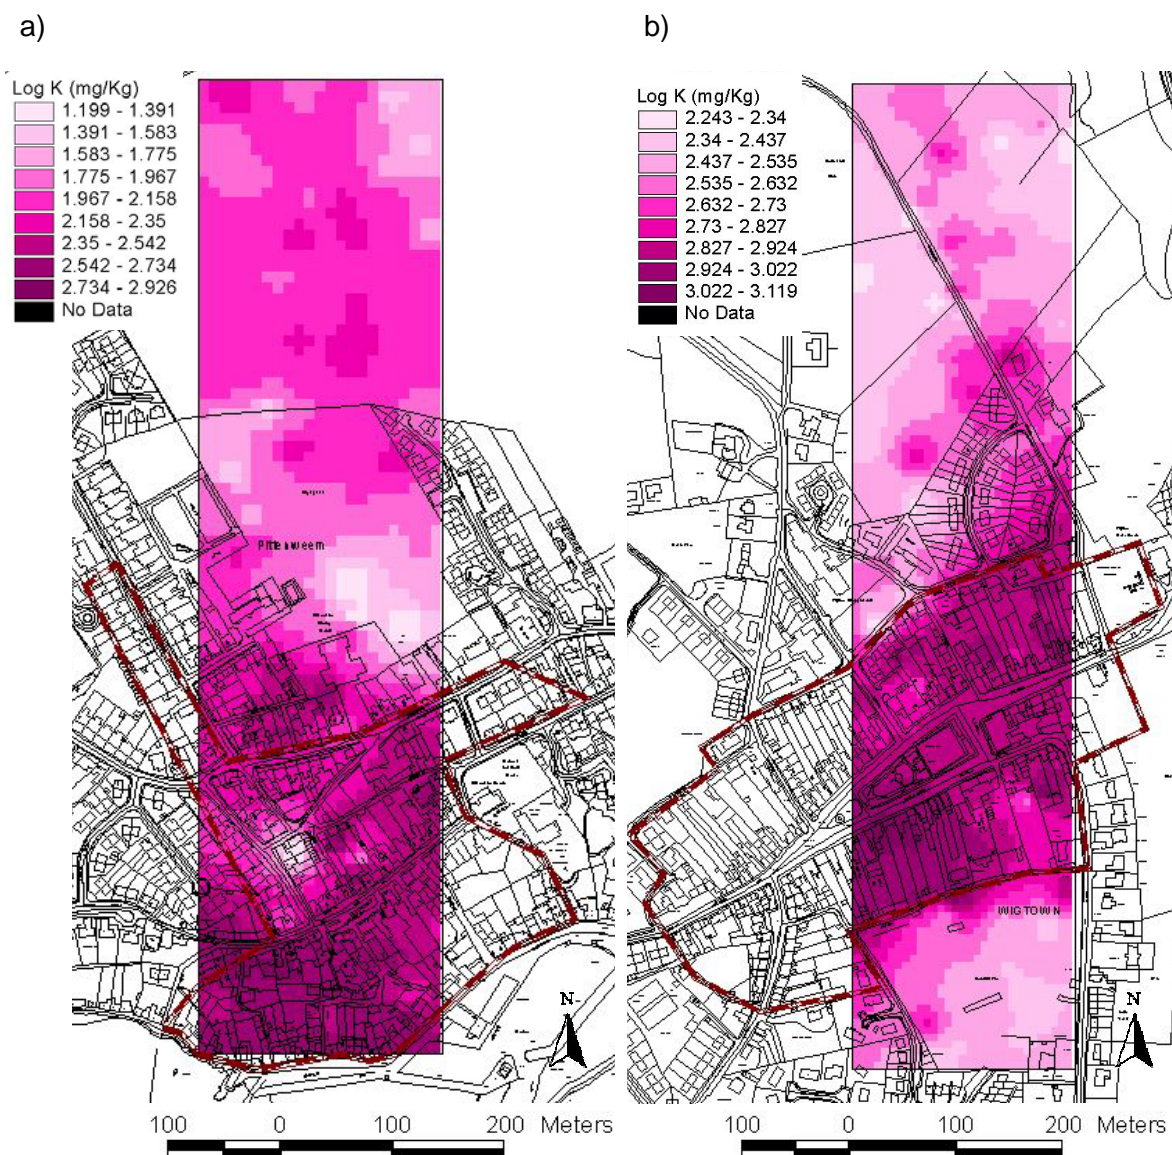 a)
b)
Log K (mg/Kg)
1.199 - 1.391
1.391 - 1.583
1.583 - 1.775
1.775 - 1.967
1.967 - 2.158
2.158 - 2.35
2.35 - 2.542
2.542 - 2.734
2.734 - 2.926
No Data
Log K (mg/Kg)
2.243 - 2.34
2.34 - 2.437
2.437 - 2.535
2.535 - 2.632
2.632 - 2.73
2.73 - 2.827
2.827 - 2.924
2.924 - 3.022
3.022 - 3.119
No Data
Pittenweem
WIGTOWN
N
N
100 0 100 200 Meters
100 0 100 200 Meters